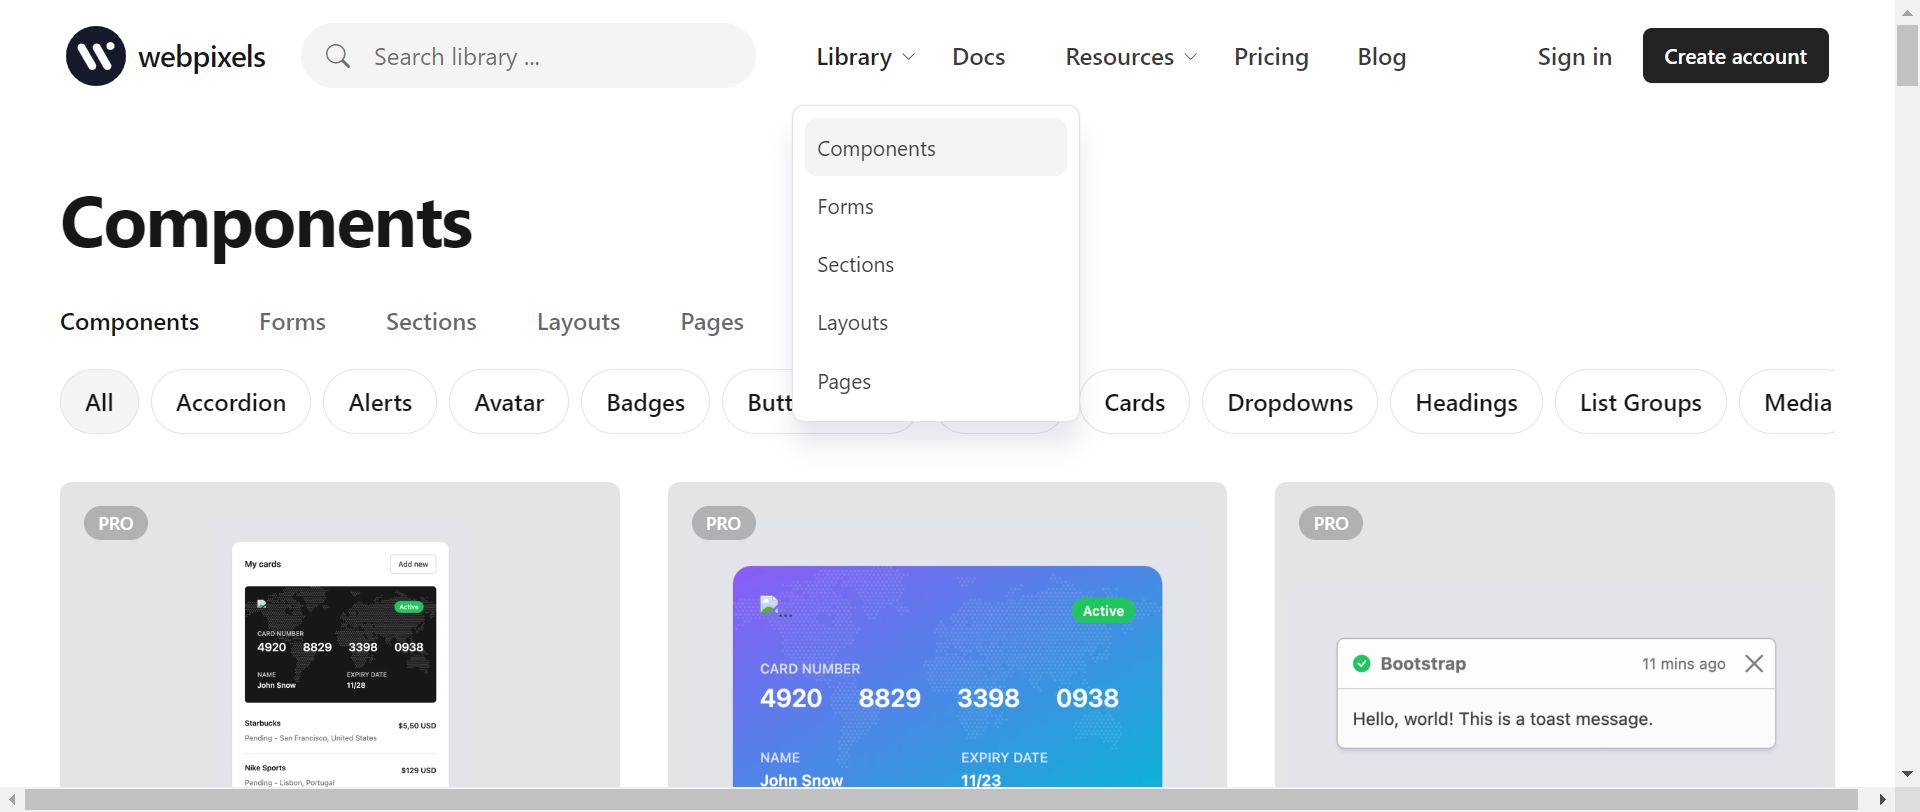 webpixels
Search library ...
Library
Docs
Resources
Pricing
Blog
Sign in
Create account
Components
Forms
Sections
Layouts
Pages
Components
Components
Forms
Sections
Layouts
Pages
All
Accordion
Alerts
Avatar
Badges
Butt
Cards
Dropdowns
Headings
List Groups
Media
PRO
My cards
Add new
Active
CARD NUMBER
4920 8829 3398 0938
NAME
EXPIRY DATE
John Snow
11/28
Starbucks
$5,50 USD
Pending - San Francisco, United States
Nike Sports
$129 USD
Pending - Lisbon, Portugal
PRO
...
Active
CARD NUMBER
4920 8829 3398 0938
NAME
EXPIRY DATE
John Snow
11/23
PRO
Bootstrap
11 mins ago
Hello, world! This is a toast message.